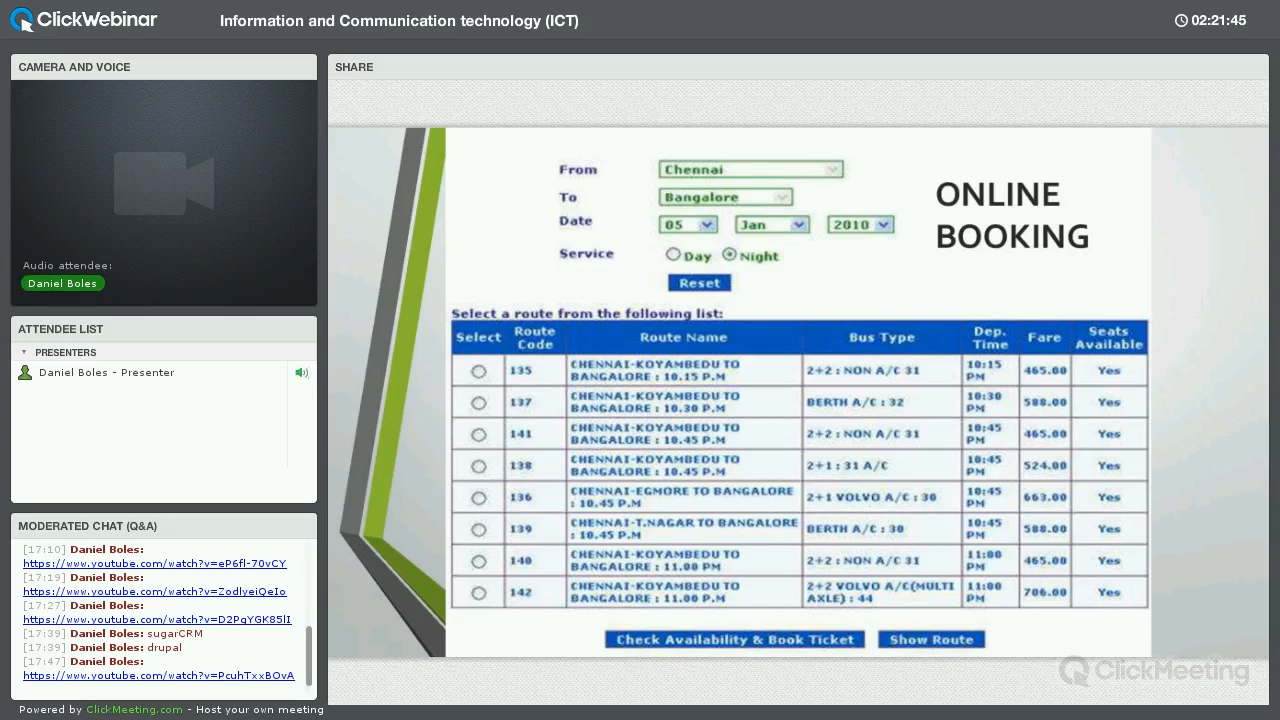 ClickWebinar
Information and Communication technology (ICT)
02:21:45
CAMERA AND VOICE
Audio attendee:
Daniel Boles
ATTENDEE LIST
PRESENTERS
Daniel Boles - Presenter
MODERATED CHAT (Q&A)
[17:10] Daniel Boles:
https://www.youtube.com/watch?v=eP6fl-70vCY
[17:19] Daniel Boles:
https://www.youtube.com/watch?v=ZodlveiQeIo
[17:27] Daniel Boles:
https://www.youtube.com/watch?v=D2PqYGK85lI
[17:39] Daniel Boles: sugarCRM
[17:39] Daniel Boles: drupal
[17:47] Daniel Boles:
https://www.youtube.com/watch?v=PcuhTxxBOvA
Powered by ClickMeeting.com - Host your own meeting
SHARE
From Chennai
To Bangalore
Date 05 Jan 2010
Service Day Night
Reset
ONLINE
BOOKING
Select a route from the following list:
Select Route Code Route Name Bus Type Dep. Time Fare Seats Available
135 CHENNAI-KOYAMBEDU TO BANGALORE : 10.15 P.M 2+2 : NON A/C 31 10:15 PM 465.00 Yes
137 CHENNAI-KOYAMBEDU TO BANGALORE : 10.30 P.M BERTH A/C : 32 10:30 PM 588.00 Yes
141 CHENNAI-KOYAMBEDU TO BANGALORE : 10.45 P.M 2+2 : NON A/C 31 10:45 PM 465.00 Yes
138 CHENNAI-KOYAMBEDU TO BANGALORE : 10.45 P.M 2+1 : 31 A/C 10:45 PM 524.00 Yes
136 CHENNAI-EGMORE TO BANGALORE : 10.45 P.M 2+1 VOLVO A/C : 30 10:45 PM 663.00 Yes
139 CHENNAI-T.NAGAR TO BANGALORE : 10.45 P.M BERTH A/C : 30 10:45 PM 588.00 Yes
140 CHENNAI-KOYAMBEDU TO BANGALORE : 11.00 PM 2+2 : NON A/C 31 11:00 PM 465.00 Yes
142 CHENNAI-KOYAMBEDU TO BANGALORE : 11.00 P.M 2+2 VOLVO A/C(MULTI AXLE) : 44 11:00 PM 706.00 Yes
Check Availability & Book Ticket Show Route
ClickMeeting